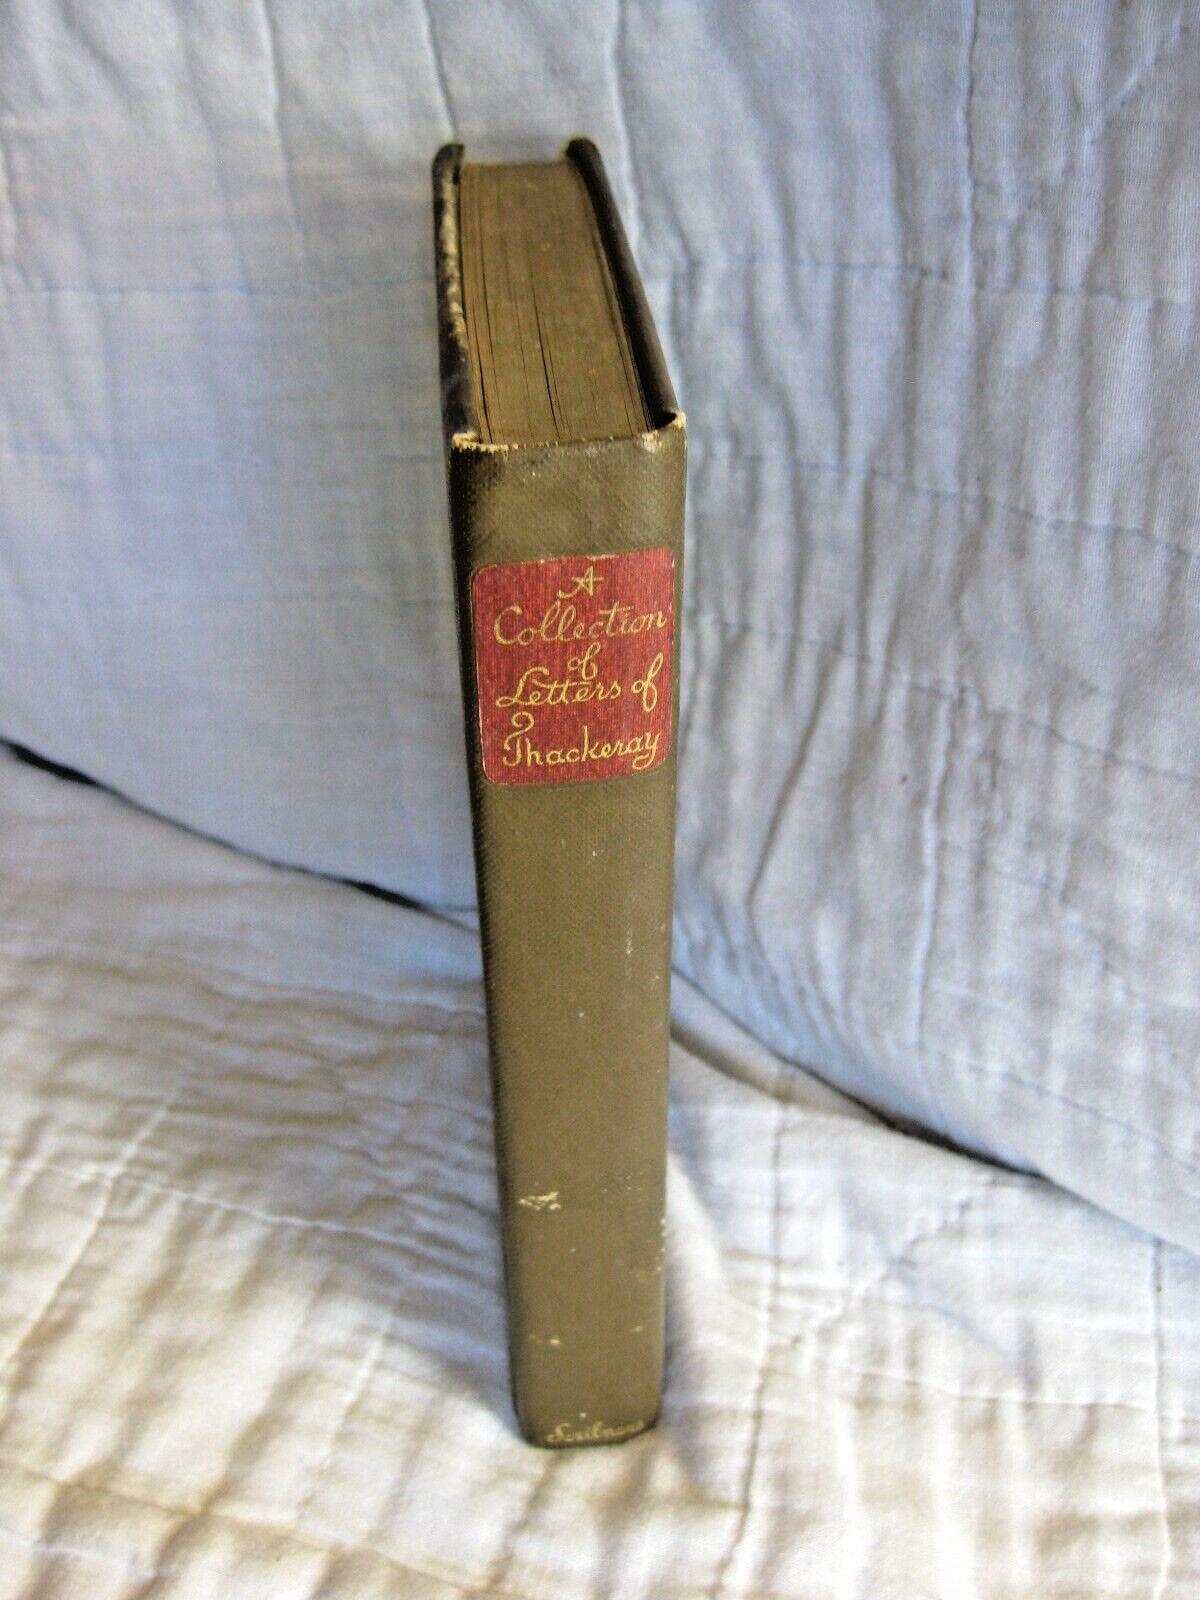 A
Collection
of
Letters of
Thackeray
Scribners